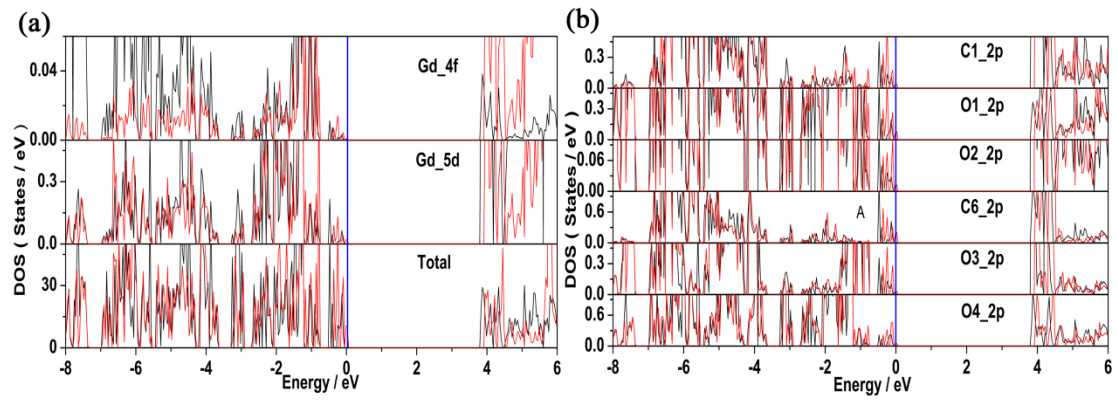 (a)
DOS ( States / eV)
0.04
0.00
Gd_4f
0.3
0.0
Gd_5d
30
0
Total
-8 -6 -4 -2 0 2 4 6
Energy / eV
(b)
DOS ( States / eV)
0.3
0.0
C1_2p
0.3
0.0
O1_2p
0.06
0.00
O2_2p
0.6
0.0
A
C6_2p
0.3
0.0
O3_2p
0.6
0.0
O4_2p
-8 -6 -4 -2 0 2 4 6
Energy / eV